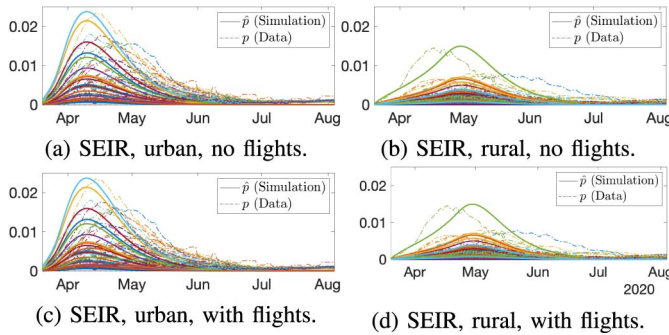 0.02
0.01
0
p̂ (Simulation)
p (Data)
Apr May Jun Jul Aug
(a) SEIR, urban, no flights.
0.02
0.01
0
p̂ (Simulation)
p (Data)
Apr May Jun Jul Aug
(b) SEIR, rural, no flights.
0.02
0.01
0
p̂ (Simulation)
p (Data)
Apr May Jun Jul Aug
(c) SEIR, urban, with flights.
0.02
0.01
0
p̂ (Simulation)
p (Data)
Apr May Jun Jul Aug
2020
(d) SEIR, rural, with flights.